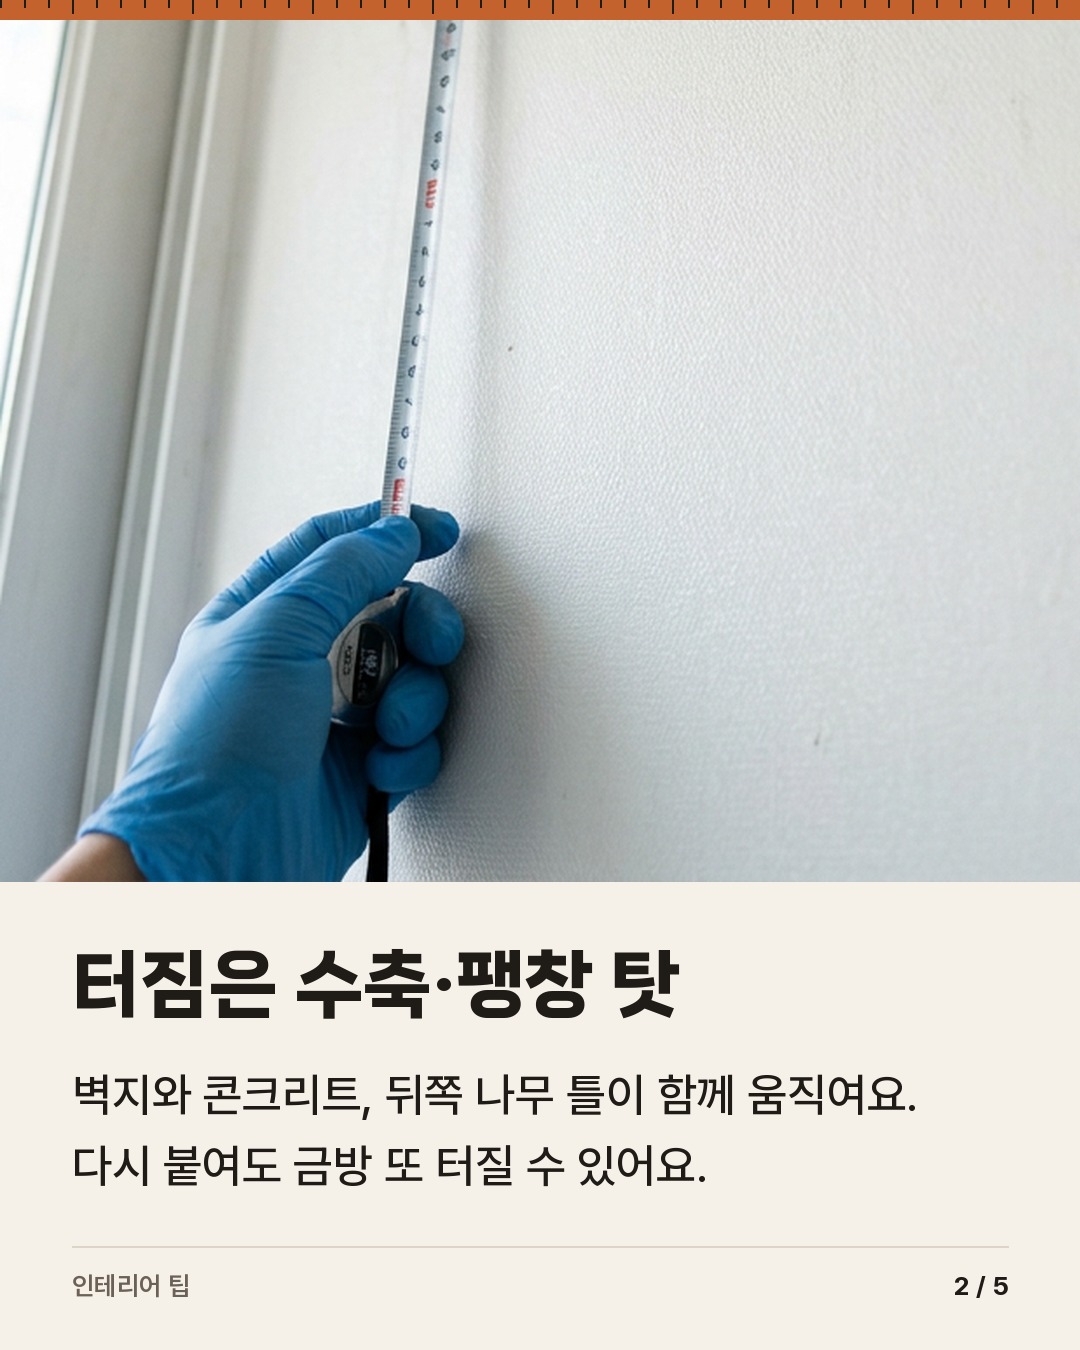 터짐은 수축·팽창 탓
벽지와 콘크리트, 뒤쪽 나무 틀이 함께 움직여요.
다시 붙여도 금방 또 터질 수 있어요.
인테리어 팁
2 / 5